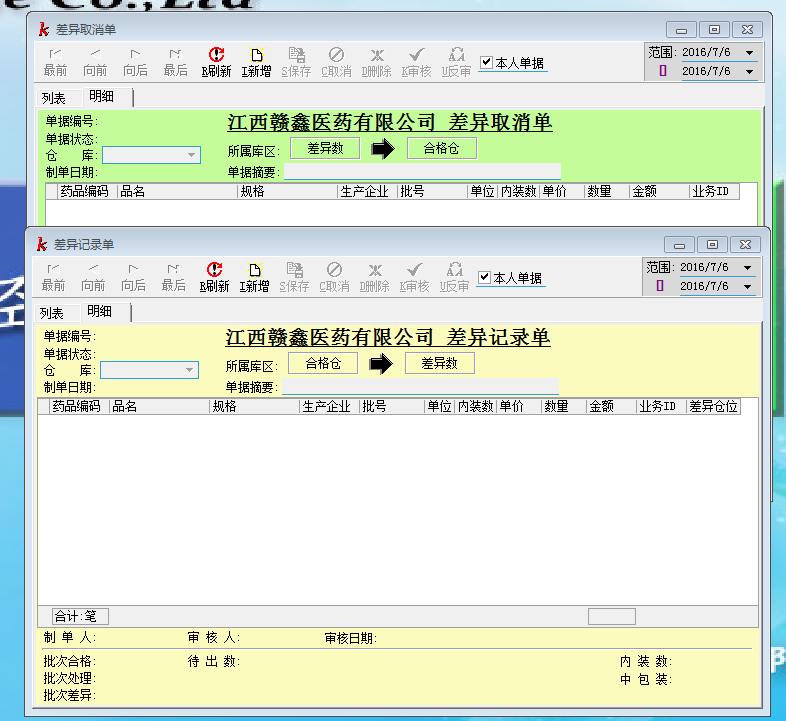 e Co.,Ltd
差异取消单
最前 向前 向后 最后 R刷新 I新增 S保存 C取消 D删除 K审核 U反审 本人单据
范围: 2016/7/6
[] 2016/7/6
列表 明细
单据编号:
江西赣鑫医药有限公司 差异取消单
单据状态:
仓 库:
所属库区: 差异数 合格仓
制单日期:
单据摘要:
药品编码 品名 规格 生产企业 批号 单位 内装数 单价 数量 金额 业务ID
差异记录单
最前 向前 向后 最后 R刷新 I新增 S保存 C取消 D删除 K审核 U反审 本人单据
范围: 2016/7/6
[] 2016/7/6
列表 明细
单据编号:
江西赣鑫医药有限公司 差异记录单
单据状态:
仓 库:
所属库区: 合格仓 差异数
制单日期:
单据摘要:
药品编码 品名 规格 生产企业 批号 单位 内装数 单价 数量 金额 业务ID 差异仓位
合计:笔
制 单 人: 审 核 人: 审核日期:
批次合格: 待 出 数: 内 装 数:
批次处理: 中 包 装:
批次差异: